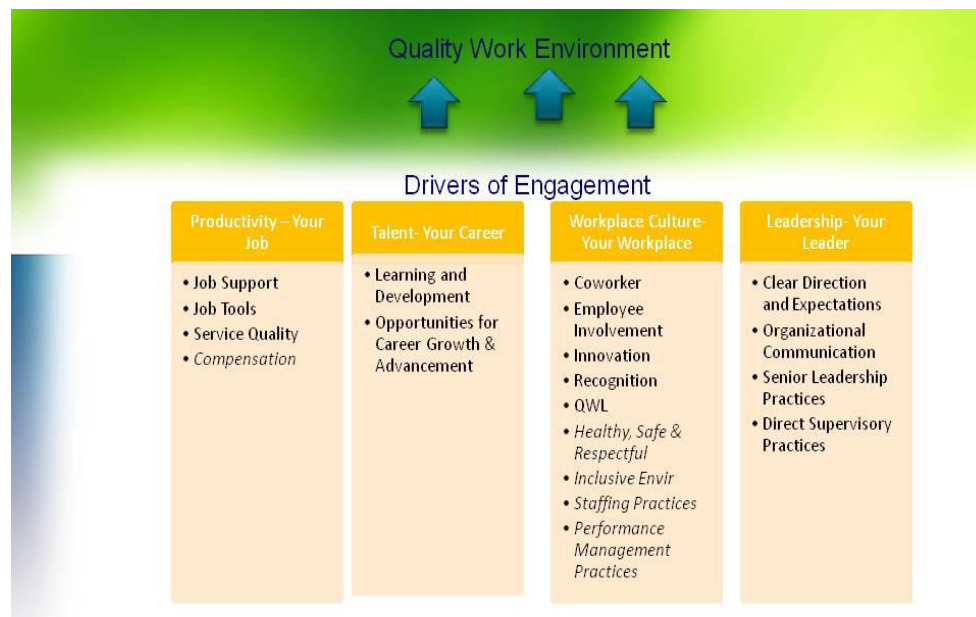 Quality Work Environment
Drivers of Engagement
Productivity – Your
Job
• Job Support
• Job Tools
• Service Quality
• Compensation
Talent- Your Career
• Learning and
Development
• Opportunities for
Career Growth &
Advancement
Workplace Culture-
Your Workplace
• Coworker
• Employee
Involvement
• Innovation
• Recognition
• QWL
• Healthy, Safe &
Respectful
• Inclusive Envir
• Staffing Practices
• Performance
Management
Practices
Leadership- Your
Leader
• Clear Direction
and Expectations
• Organizational
Communication
• Senior Leadership
Practices
• Direct Supervisory
Practices